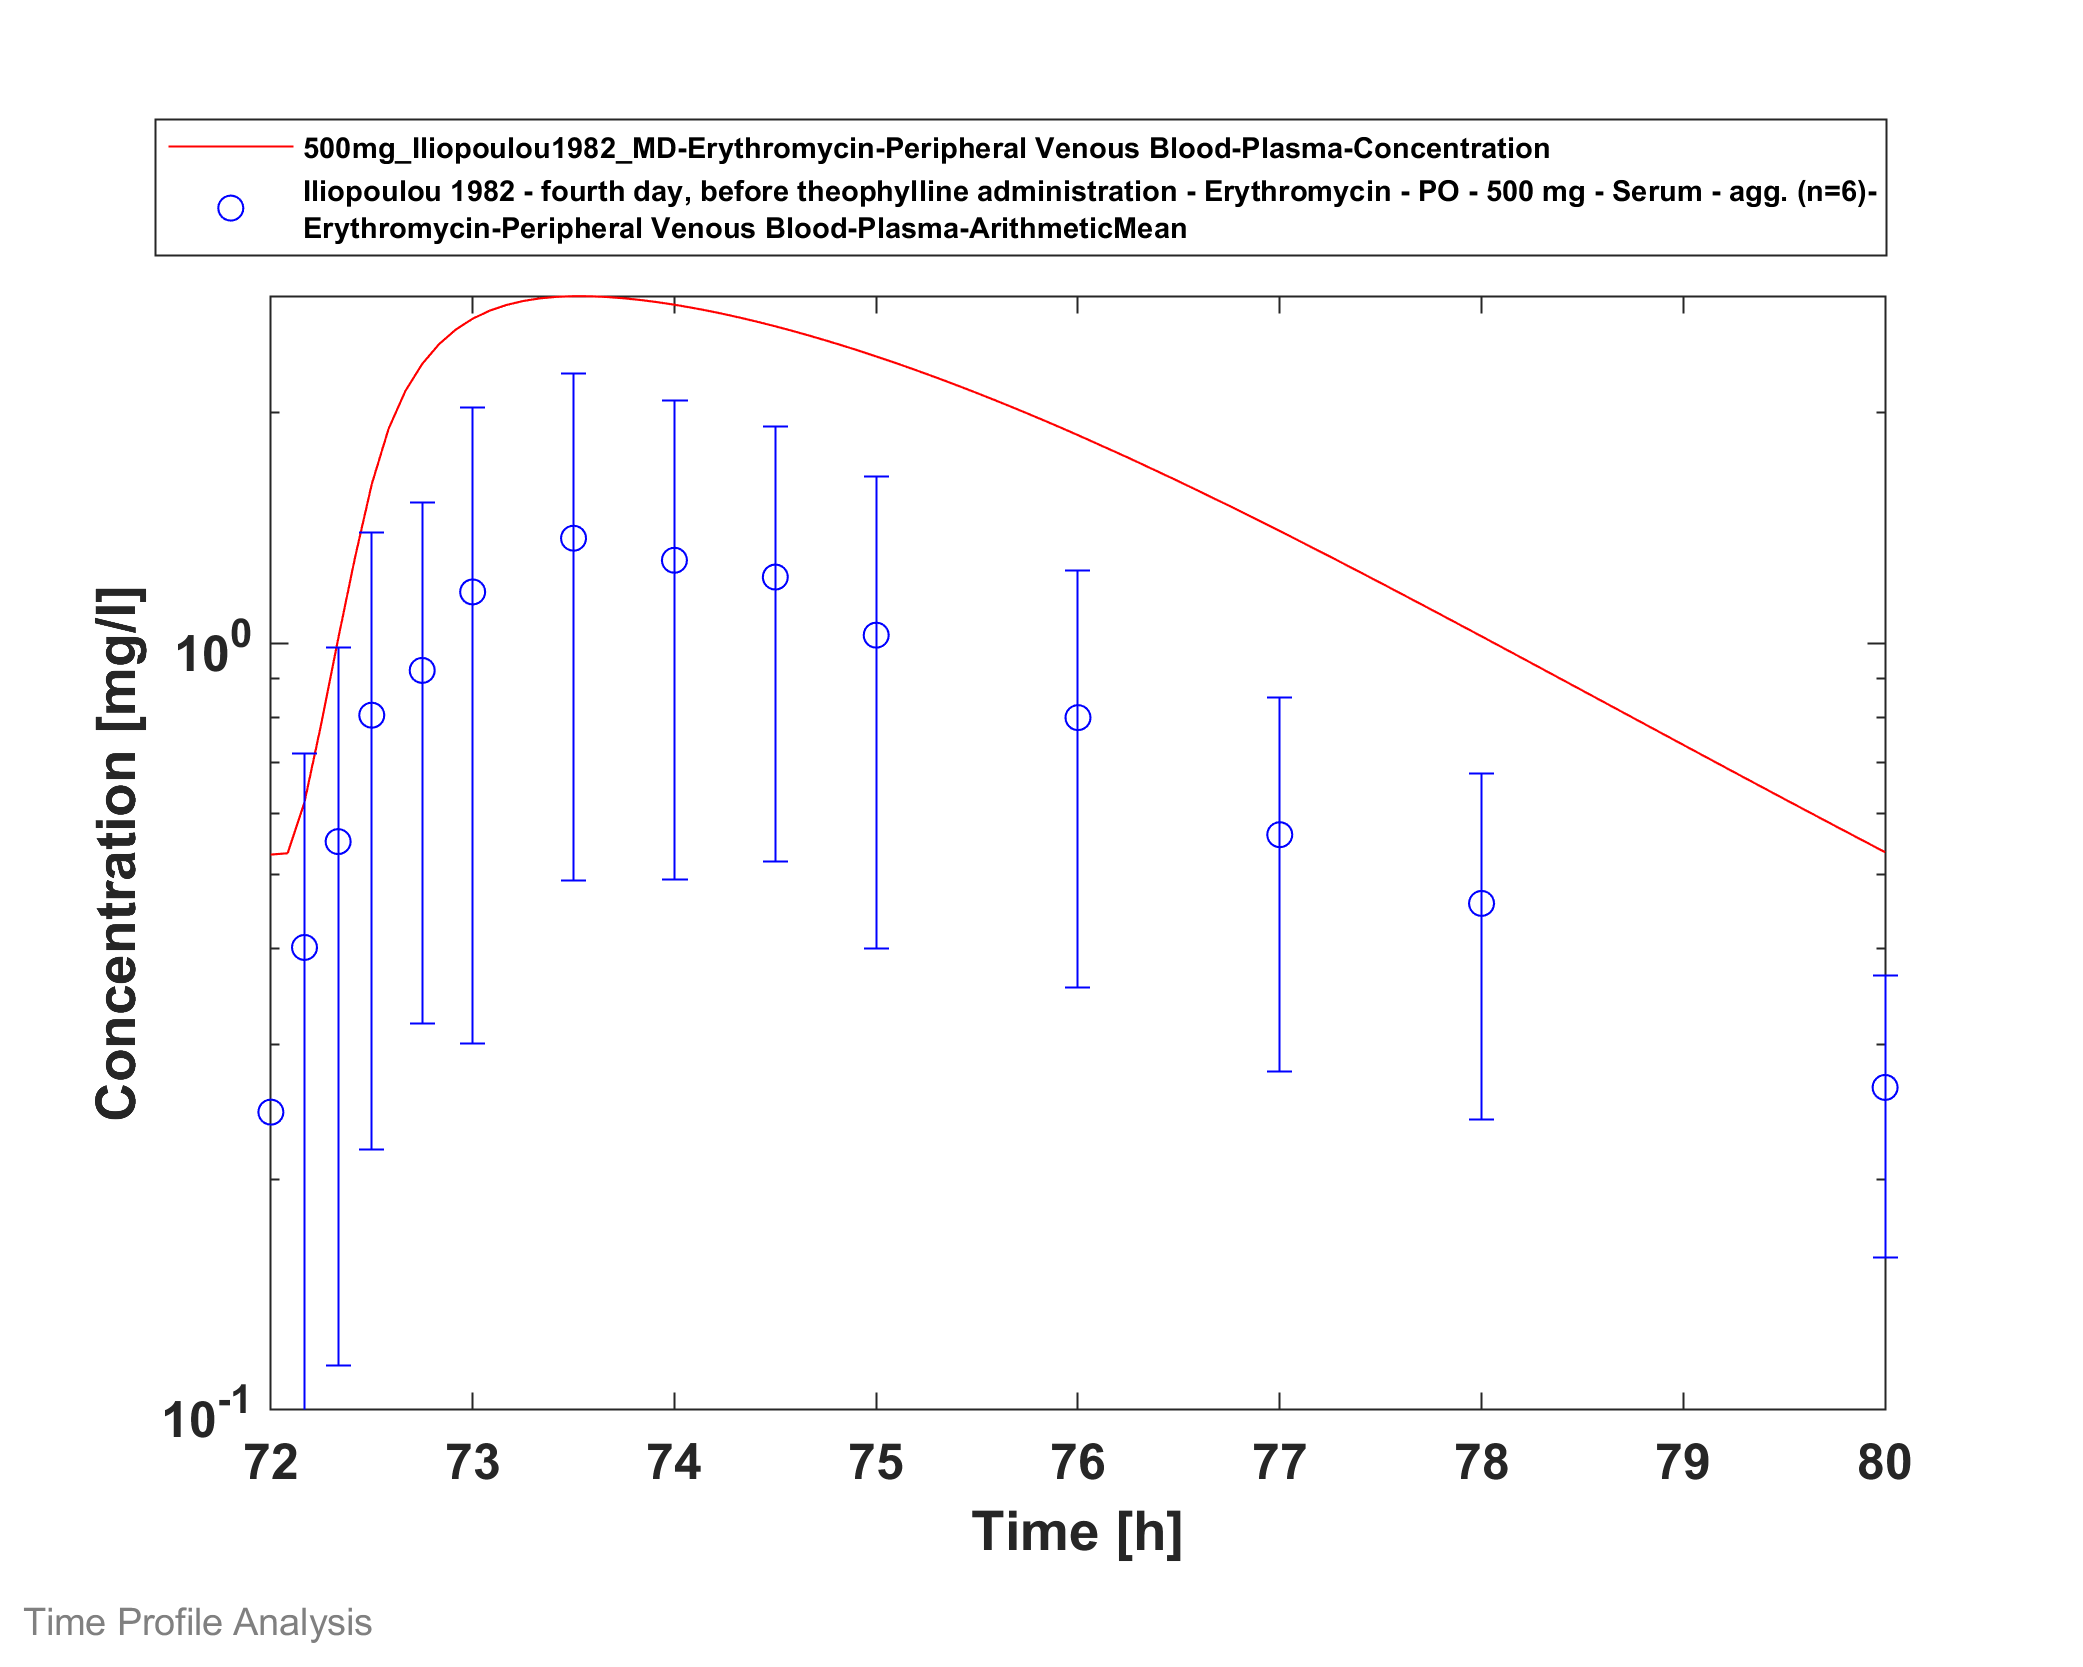 500mg_Iliopoulou1982_MD-Erythromycin-Peripheral Venous Blood-Plasma-Concentration
Iliopoulou 1982 - fourth day, before theophylline administration - Erythromycin - PO - 500 mg - Serum - agg. (n=6)-
Erythromycin-Peripheral Venous Blood-Plasma-ArithmeticMean
Concentration [mg/l]
10^0
10^-1
72 73 74 75 76 77 78 79 80
Time [h]
Time Profile Analysis